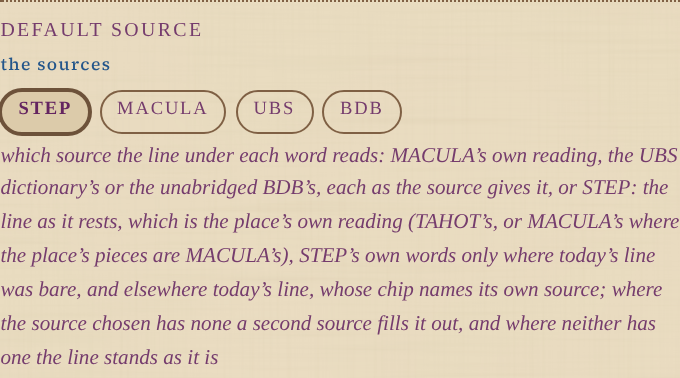 DEFAULT SOURCE
the sources
STEP MACULA UBS BDB
which source the line under each word reads: MACULA’s own reading, the UBS
dictionary’s or the unabridged BDB’s, each as the source gives it, or STEP: the
line as it rests, which is the place’s own reading (TAHOT’s, or MACULA’s where
the place’s pieces are MACULA’s), STEP’s own words only where today’s line
was bare, and elsewhere today’s line, whose chip names its own source; where
the source chosen has none a second source fills it out, and where neither has
one the line stands as it is